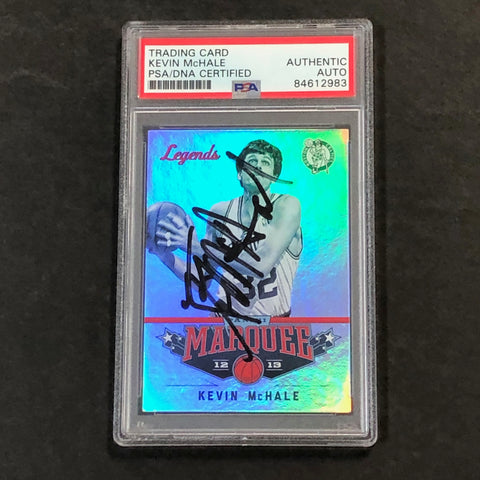 TRADING CARD
KEVIN McHALE
PSA/DNA CERTIFIED
AUTHENTIC
AUTO
84612983
PSA
Legends
32
MARQUEE
12 13
KEVIN McHALE